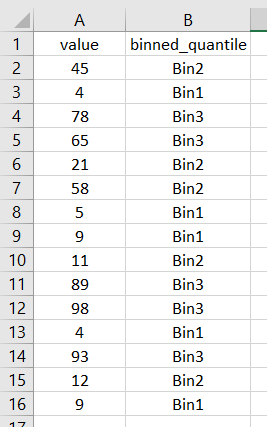 A B
1 value binned_quantile
2 45 Bin2
3 4 Bin1
4 78 Bin3
5 65 Bin3
6 21 Bin2
7 58 Bin2
8 5 Bin1
9 9 Bin1
10 11 Bin2
11 89 Bin3
12 98 Bin3
13 4 Bin1
14 93 Bin3
15 12 Bin2
16 9 Bin1
17